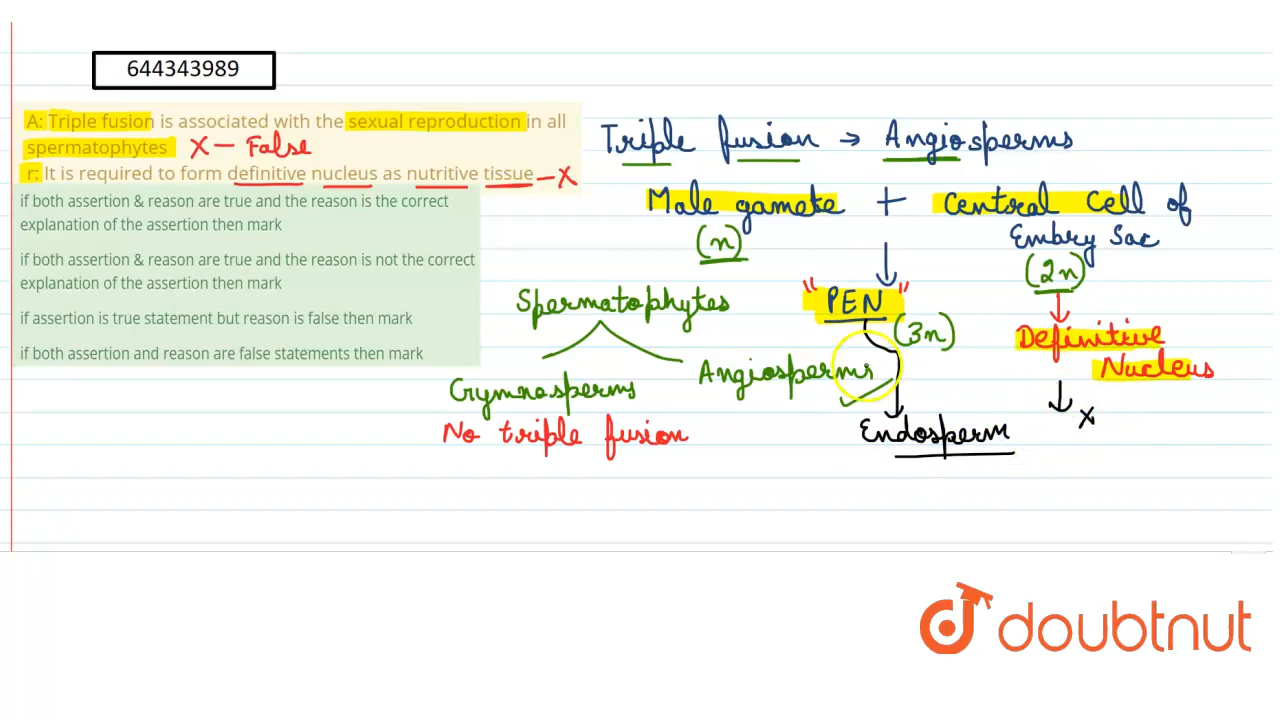 644343989
A: Triple fusion is associated with the sexual reproduction in all
spermatophytes X - False
r: It is required to form definitive nucleus as nutritive tissue - X
if both assertion & reason are true and the reason is the correct
explanation of the assertion then mark
if both assertion & reason are true and the reason is not the correct
explanation of the assertion then mark
if assertion is true statement but reason is false then mark
if both assertion and reason are false statements then mark
Triple fusion → Angiosperms
Male gamete + Central Cell of
Embry Sac
(n)
(2n)
"PEN"
(3n)
Definitive
Nucleus
X
Spermatophytes
Gymnosperms
Angiosperms
No triple fusion
Endosperm
doubtnut